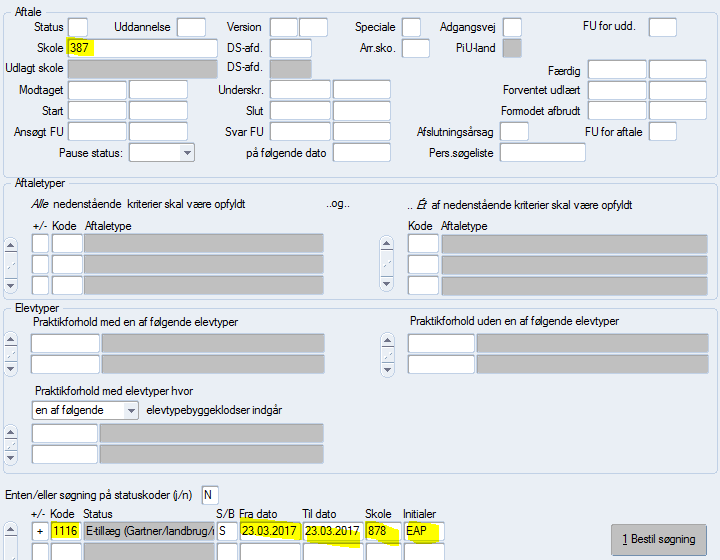 Aftale
Status Uddannelse Version Speciale Adgangsvej FU for udd.
Skole 387 DS-afd. Arr.sko. PiU-land
Udlagt skole DS-afd. Færdig
Modtaget Underskr. Forventet udlært
Start Slut Formodet afbrudt
Ansøgt FU Svar FU Afslutningsårsag FU for aftale
Pause status: på følgende dato Pers.søgeliste
Aftaletyper
Alle nedenstående kriterier skal være opfyldt ..og.. .. Ét af nedenstående kriterier skal være opfyldt
+/- Kode Aftaletype Kode Aftaletype
Elevtyper
Praktikforhold med en af følgende elevtyper Praktikforhold uden en af følgende elevtyper
Praktikforhold med elevtyper hvor
en af følgende elevtypebyggeklodser indgår
Enten/eller søgning på statuskoder (j/n) N
+/- Kode Status S/B Fra dato Til dato Skole Initialer
+ 1116 E-tillæg (Gartner/landbrug/ S 23.03.2017 23.03.2017 878 EAP
1 Bestil søgning